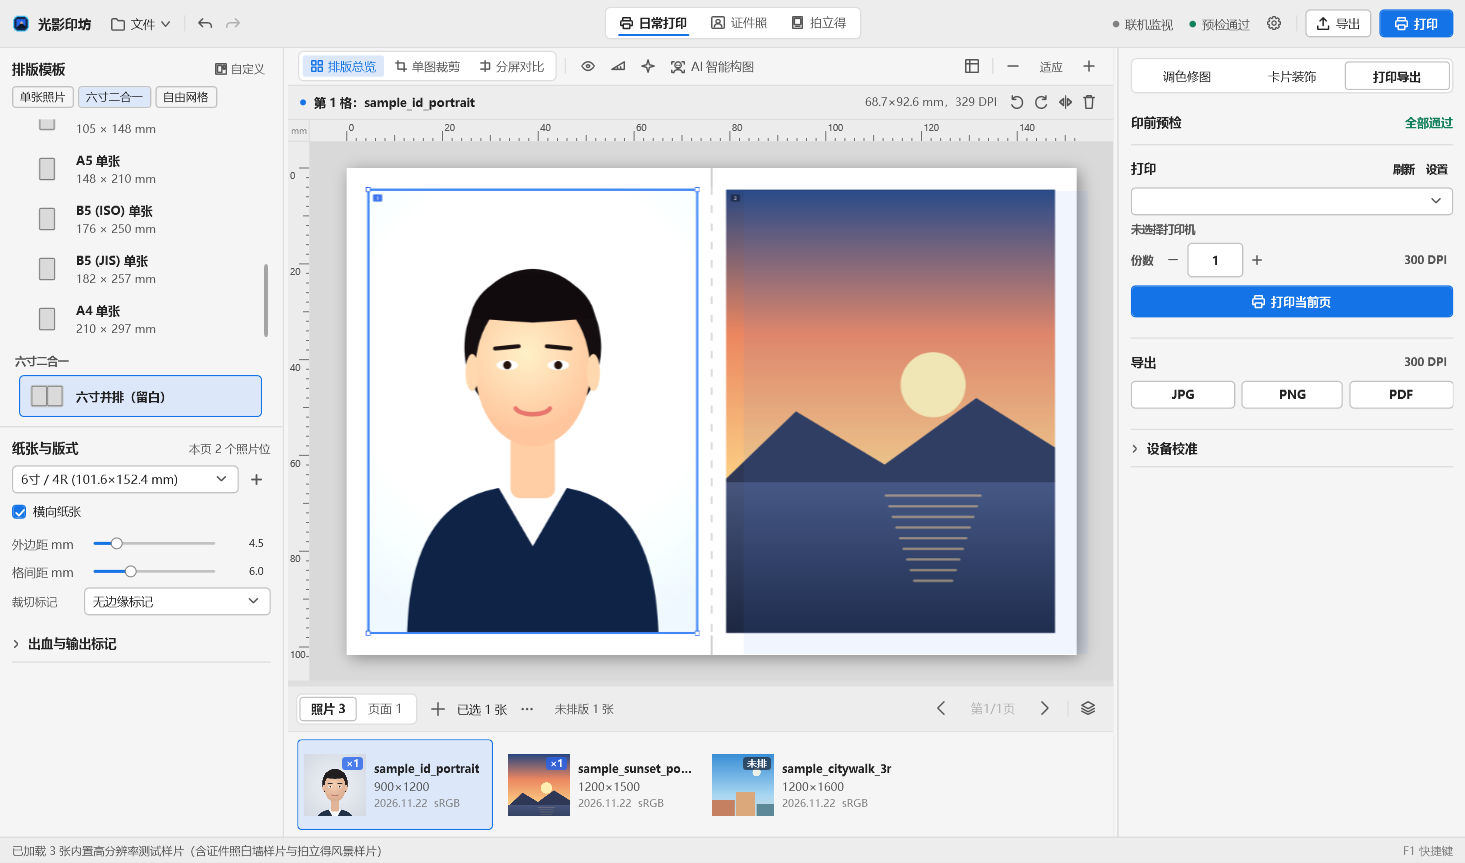 光影印坊
文件
日常打印
证件照
拍立得
联机监视
预检通过
导出
打印
排版模板
自定义
单张照片
六寸二合一
自由网格
105 × 148 mm
A5 单张
148 × 210 mm
B5 (ISO) 单张
176 × 250 mm
B5 (JIS) 单张
182 × 257 mm
A4 单张
210 × 297 mm
六寸二合一
六寸并排（留白）
纸张与版式
本页 2 个照片位
6寸 / 4R (101.6×152.4 mm)
横向纸张
外边距 mm
4.5
格间距 mm
6.0
裁切标记
无边缘标记
出血与输出标记
排版总览
单图裁剪
分屏对比
AI 智能构图
适应
第 1 格：sample_id_portrait
68.7×92.6 mm，329 DPI
mm
0
20
40
60
80
100
120
140
0
20
40
60
80
100
1
2
照片 3
页面 1
已选 1 张
未排版 1 张
第1/1页
×1
sample_id_portrait
900×1200
2026.11.22 sRGB
×1
sample_sunset_po...
1200×1500
2026.11.22 sRGB
未排
sample_citywalk_3r
1200×1600
2026.11.22 sRGB
调色修图
卡片装饰
打印导出
印前预检
全部通过
打印
刷新
设置
未选择打印机
份数
1
300 DPI
打印当前页
导出
300 DPI
JPG
PNG
PDF
设备校准
已加载 3 张内置高分辨率测试样片（含证件照白墙样片与拍立得风景样片）
F1 快捷键